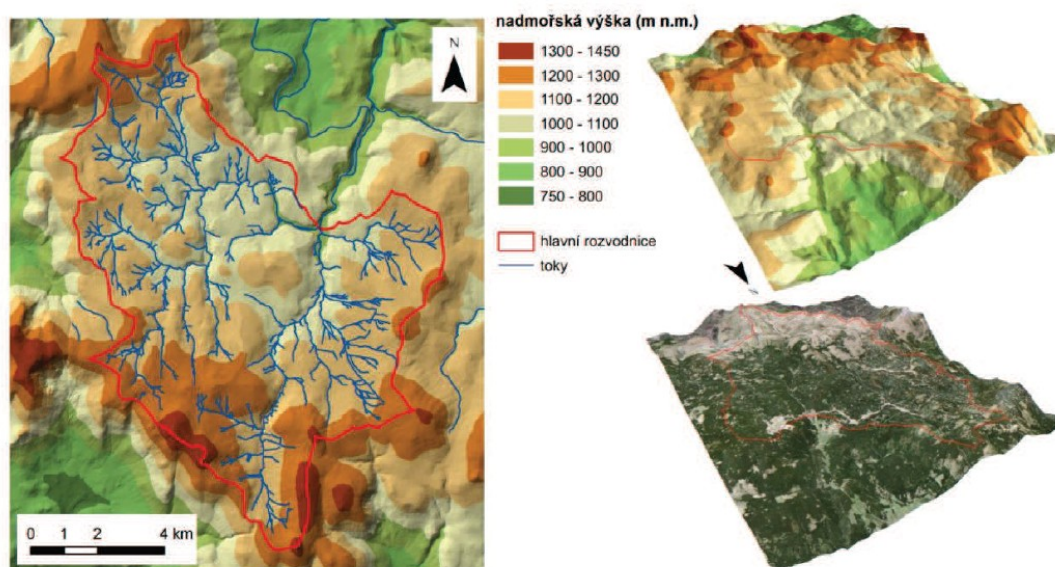 N
0 1 2 4 km
nadmořská výška (m n.m.)
1300 - 1450
1200 - 1300
1100 - 1200
1000 - 1100
900 - 1000
800 - 900
750 - 800
hlavní rozvodnice
toky